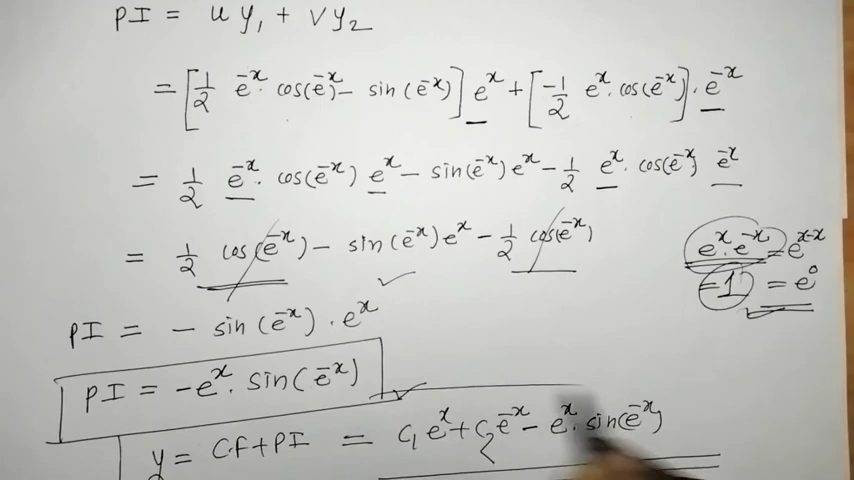 PI = u y₁ + v y₂
= [1/2 e⁻ˣ · cos(e⁻ˣ) – sin(e⁻ˣ)] eˣ + [-1/2 eˣ · cos(e⁻ˣ)] · e⁻ˣ
= 1/2 e⁻ˣ · cos(e⁻ˣ) eˣ – sin(e⁻ˣ) eˣ – 1/2 eˣ · cos(e⁻ˣ) e⁻ˣ
= 1/2 cos(e⁻ˣ) – sin(e⁻ˣ) eˣ – 1/2 cos(e⁻ˣ)
eˣ · e⁻ˣ = eˣ⁻ˣ
= 1 = e⁰
PI = – sin(e⁻ˣ) · eˣ
PI = -eˣ · sin(e⁻ˣ)
y = C.F + PI = C₁ eˣ + C₂ e⁻ˣ – eˣ · sin(e⁻ˣ)